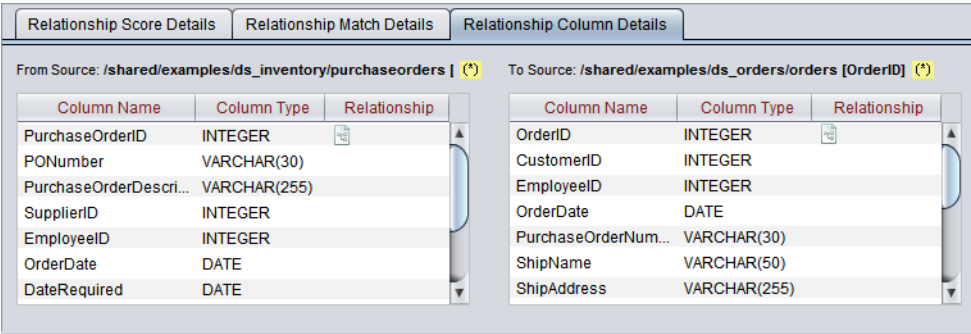 Relationship Score Details Relationship Match Details Relationship Column Details
From Source: /shared/examples/ds_inventory/purchaseorders [ (*)
To Source: /shared/examples/ds_orders/orders [OrderID] (*)
Column Name Column Type Relationship
PurchaseOrderID INTEGER
PONumber VARCHAR(30)
PurchaseOrderDescri... VARCHAR(255)
SupplierID INTEGER
EmployeeID INTEGER
OrderDate DATE
DateRequired DATE
Column Name Column Type Relationship
OrderID INTEGER
CustomerID INTEGER
EmployeeID INTEGER
OrderDate DATE
PurchaseOrderNum... VARCHAR(30)
ShipName VARCHAR(50)
ShipAddress VARCHAR(255)